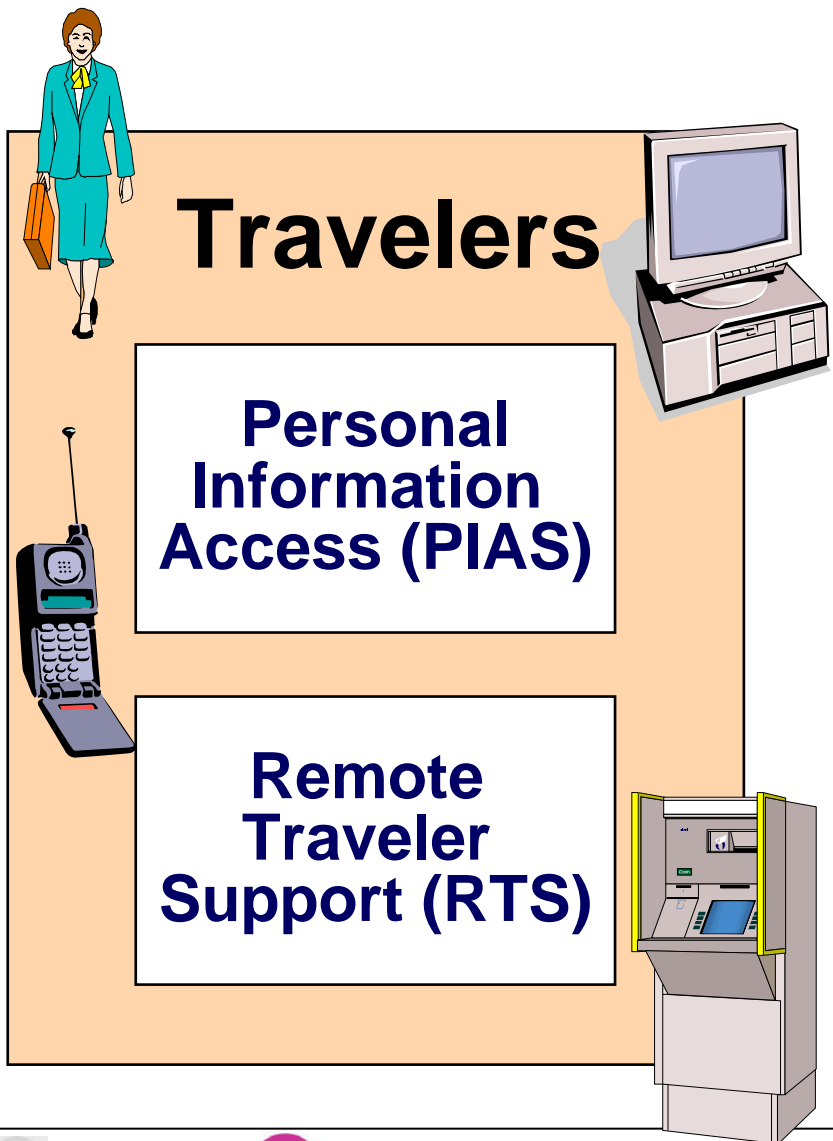 Travelers
Personal
Information
Access (PIAS)
Remote
Traveler
Support (RTS)